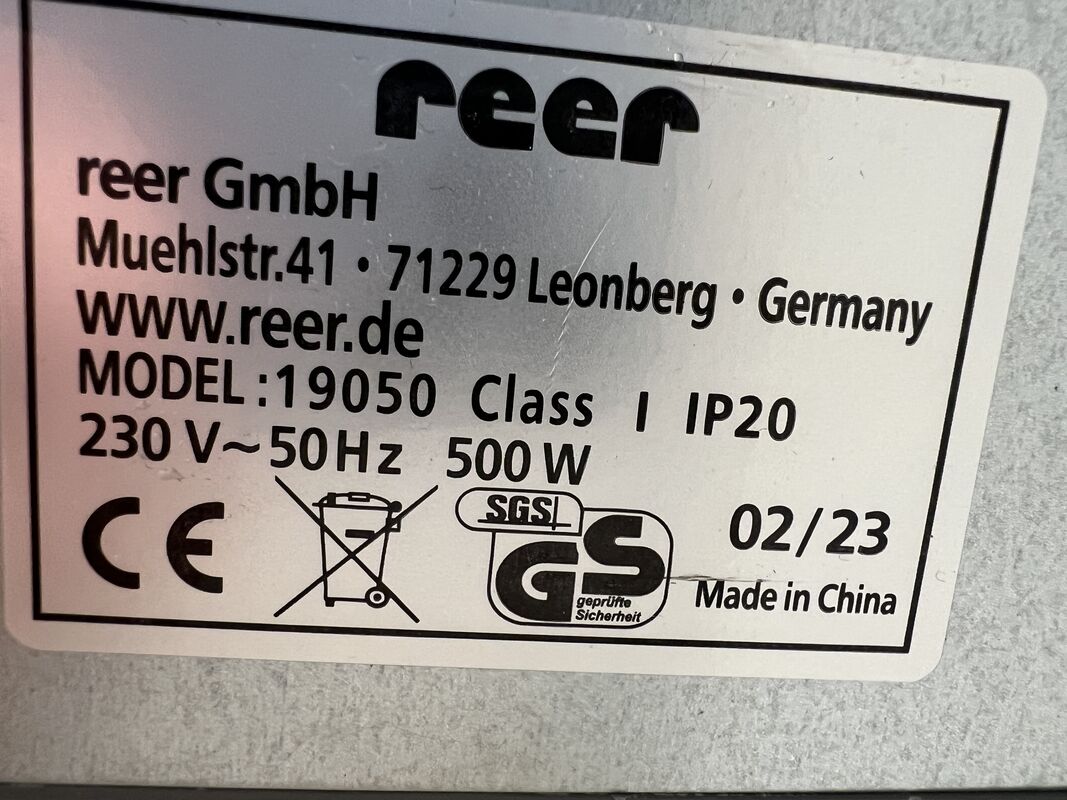 reer
reer GmbH
Muehlstr.41 · 71229 Leonberg · Germany
www.reer.de
MODEL:19050 Class I IP20
230 V~50Hz 500 W
CE
SGS
GS
geprüfte
Sicherheit
02/23
Made in China